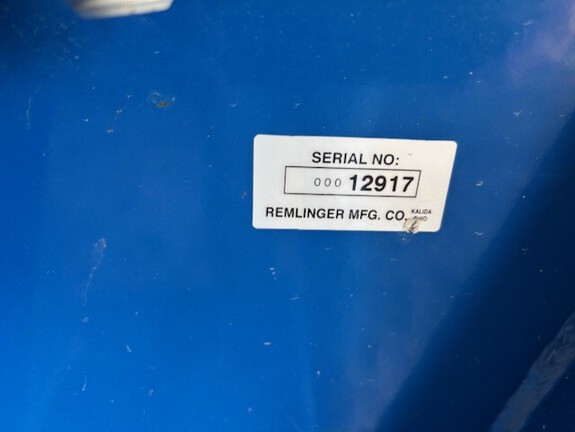 SERIAL NO:
000 12917
REMLINGER MFG. CO. KALIDA
OHIO